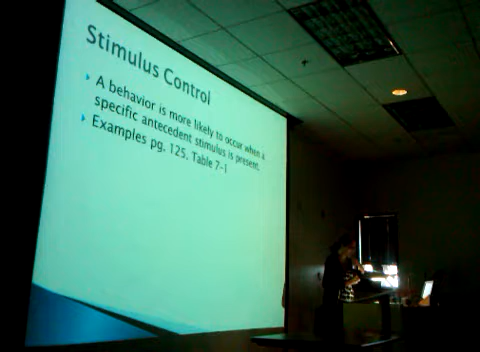 Stimulus Control
A behavior is more likely to occur when a
specific antecedent stimulus is present.
Examples pg. 125, Table 7-1